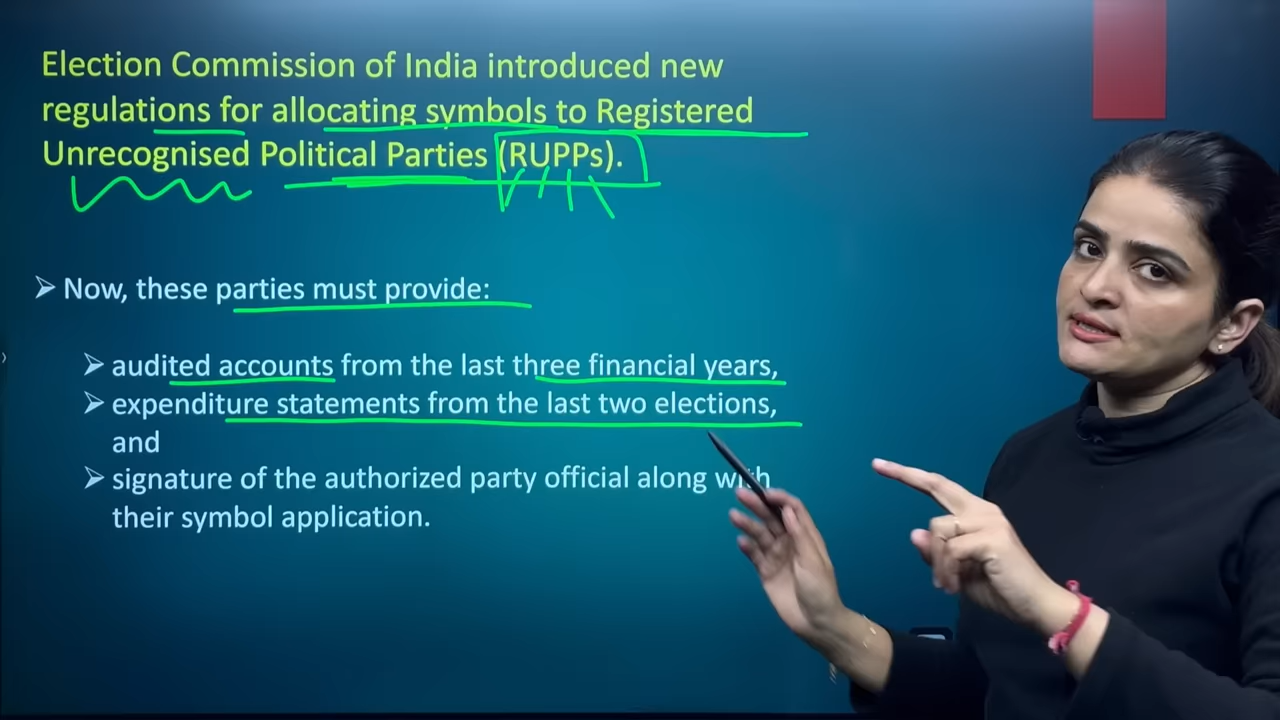 Election Commission of India introduced new
regulations for allocating symbols to Registered
Unrecognised Political Parties (RUPPs).
➢ Now, these parties must provide:
➢ audited accounts from the last three financial years,
➢ expenditure statements from the last two elections,
and
➢ signature of the authorized party official along with
their symbol application.